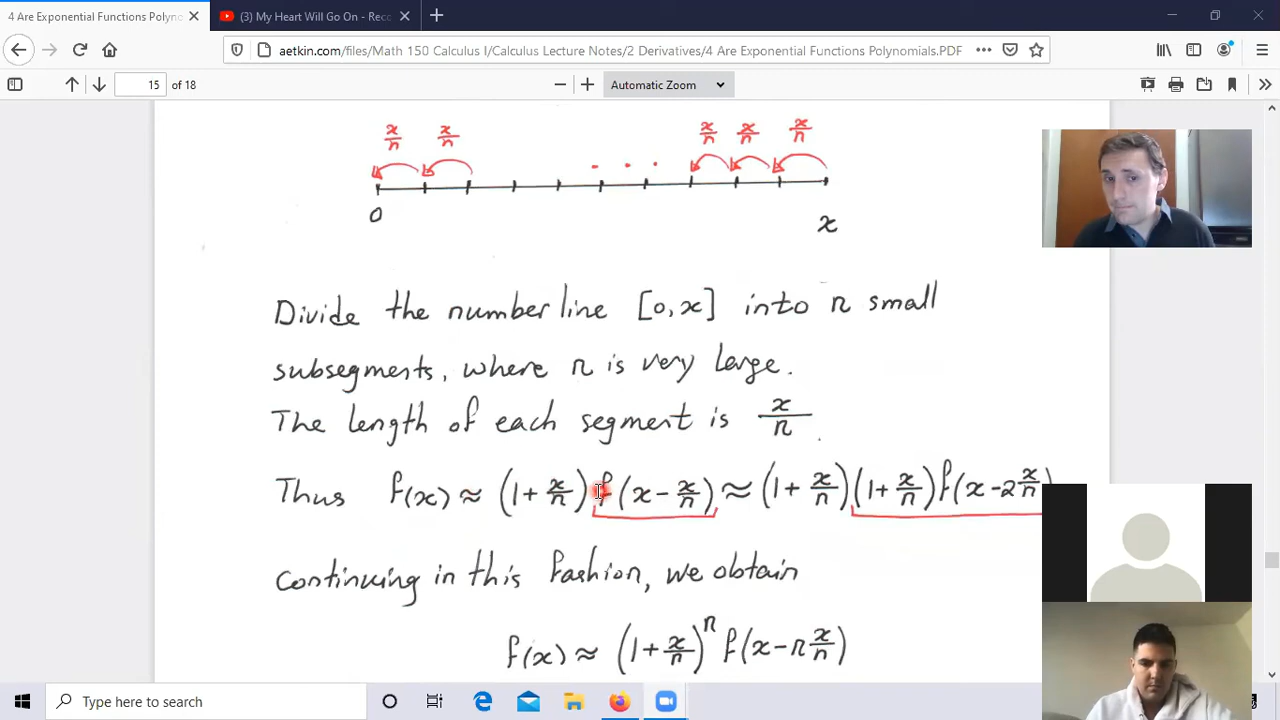 4 Are Exponential Functions Polyno
(3) My Heart Will Go On - Reco
aetkin.com/files/Math 150 Calculus I/Calculus Lecture Notes/2 Derivatives/4 Are Exponential Functions Polynomials.PDF
15 of 18
Automatic Zoom
x/n x/n x/n x/n x/n
0 x
Divide the number line [0,x] into n small
subsegments, where n is very large.
The length of each segment is x/n.
Thus f(x) ≈ (1+x/n) f(x-x/n) ≈ (1+x/n)(1+x/n)f(x-2x/n)
Continuing in this fashion, we obtain
f(x) ≈ (1+x/n)^n f(x-n x/n)
Type here to search